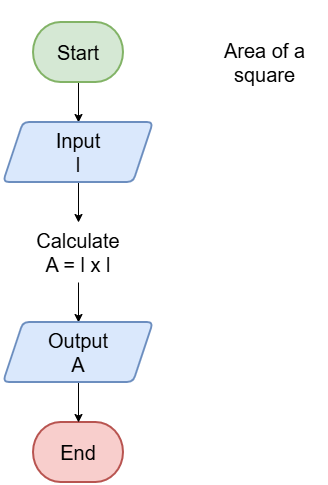 Start
Area of a
square
Input
l
Calculate
A = l x l
Output
A
End